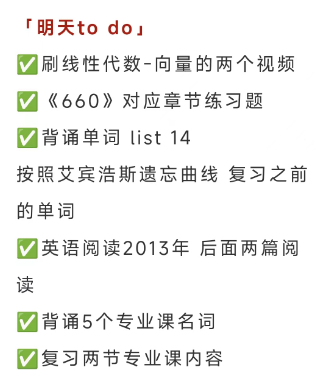 「明天to do」
✅刷线性代数-向量的两个视频
✅《660》对应章节练习题
✅背诵单词 list 14
按照艾宾浩斯遗忘曲线 复习之前
的单词
✅英语阅读2013年 后面两篇阅
读
✅背诵5个专业课名词
✅复习两节专业课内容